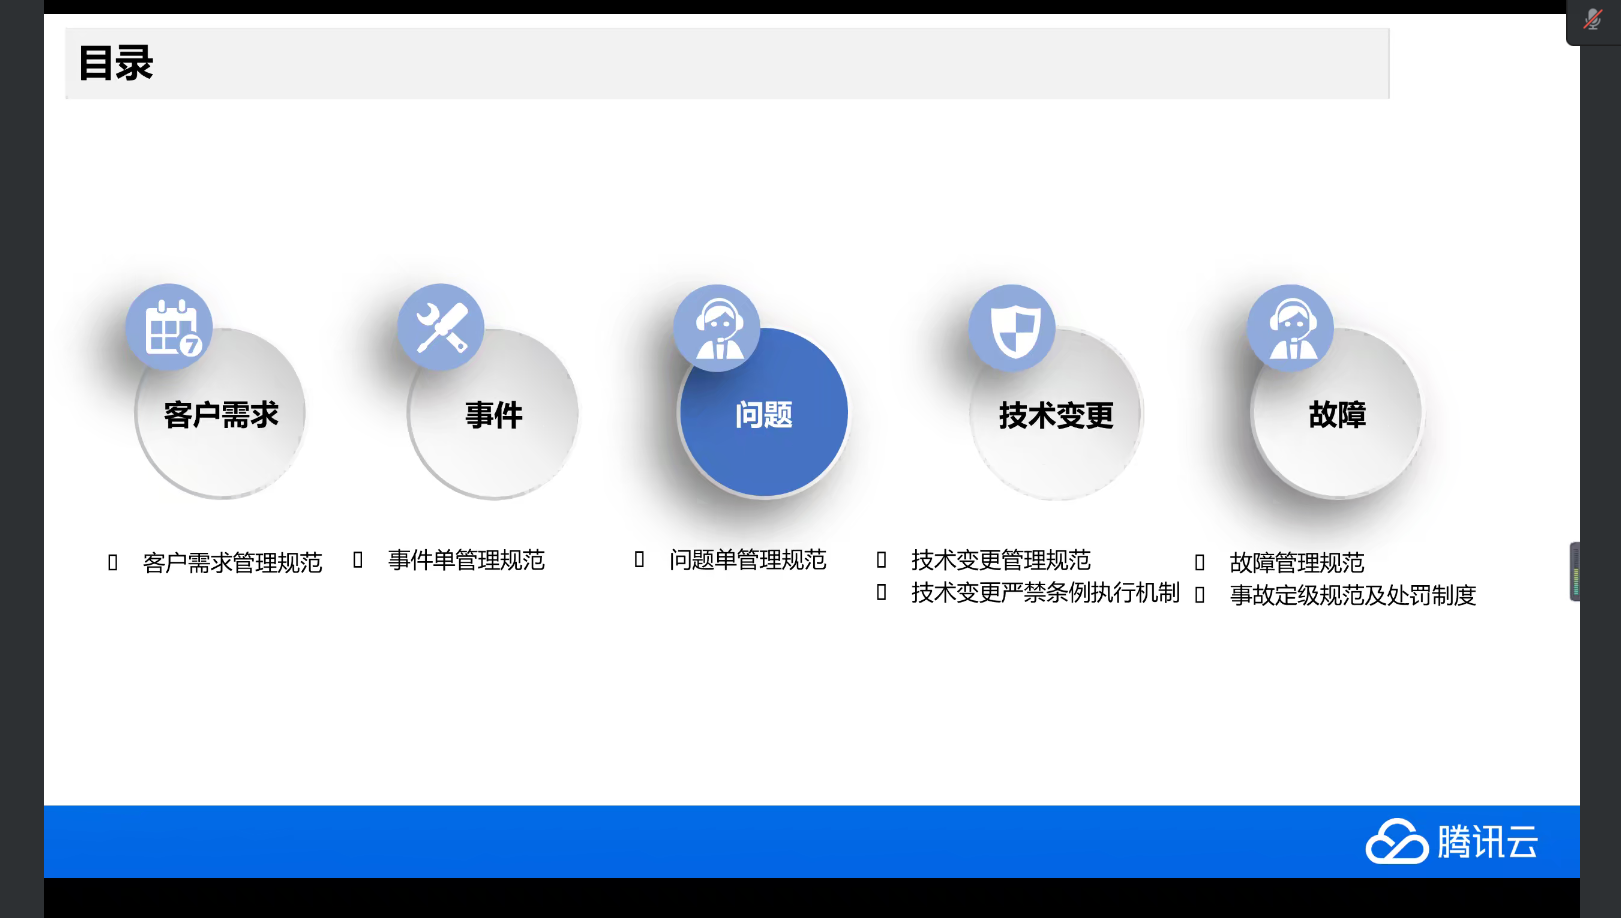 目录
7
客户需求
事件
问题
技术变更
故障
客户需求管理规范
事件单管理规范
问题单管理规范
技术变更管理规范
技术变更严禁条例执行机制
故障管理规范
事故定级规范及处罚制度
腾讯云